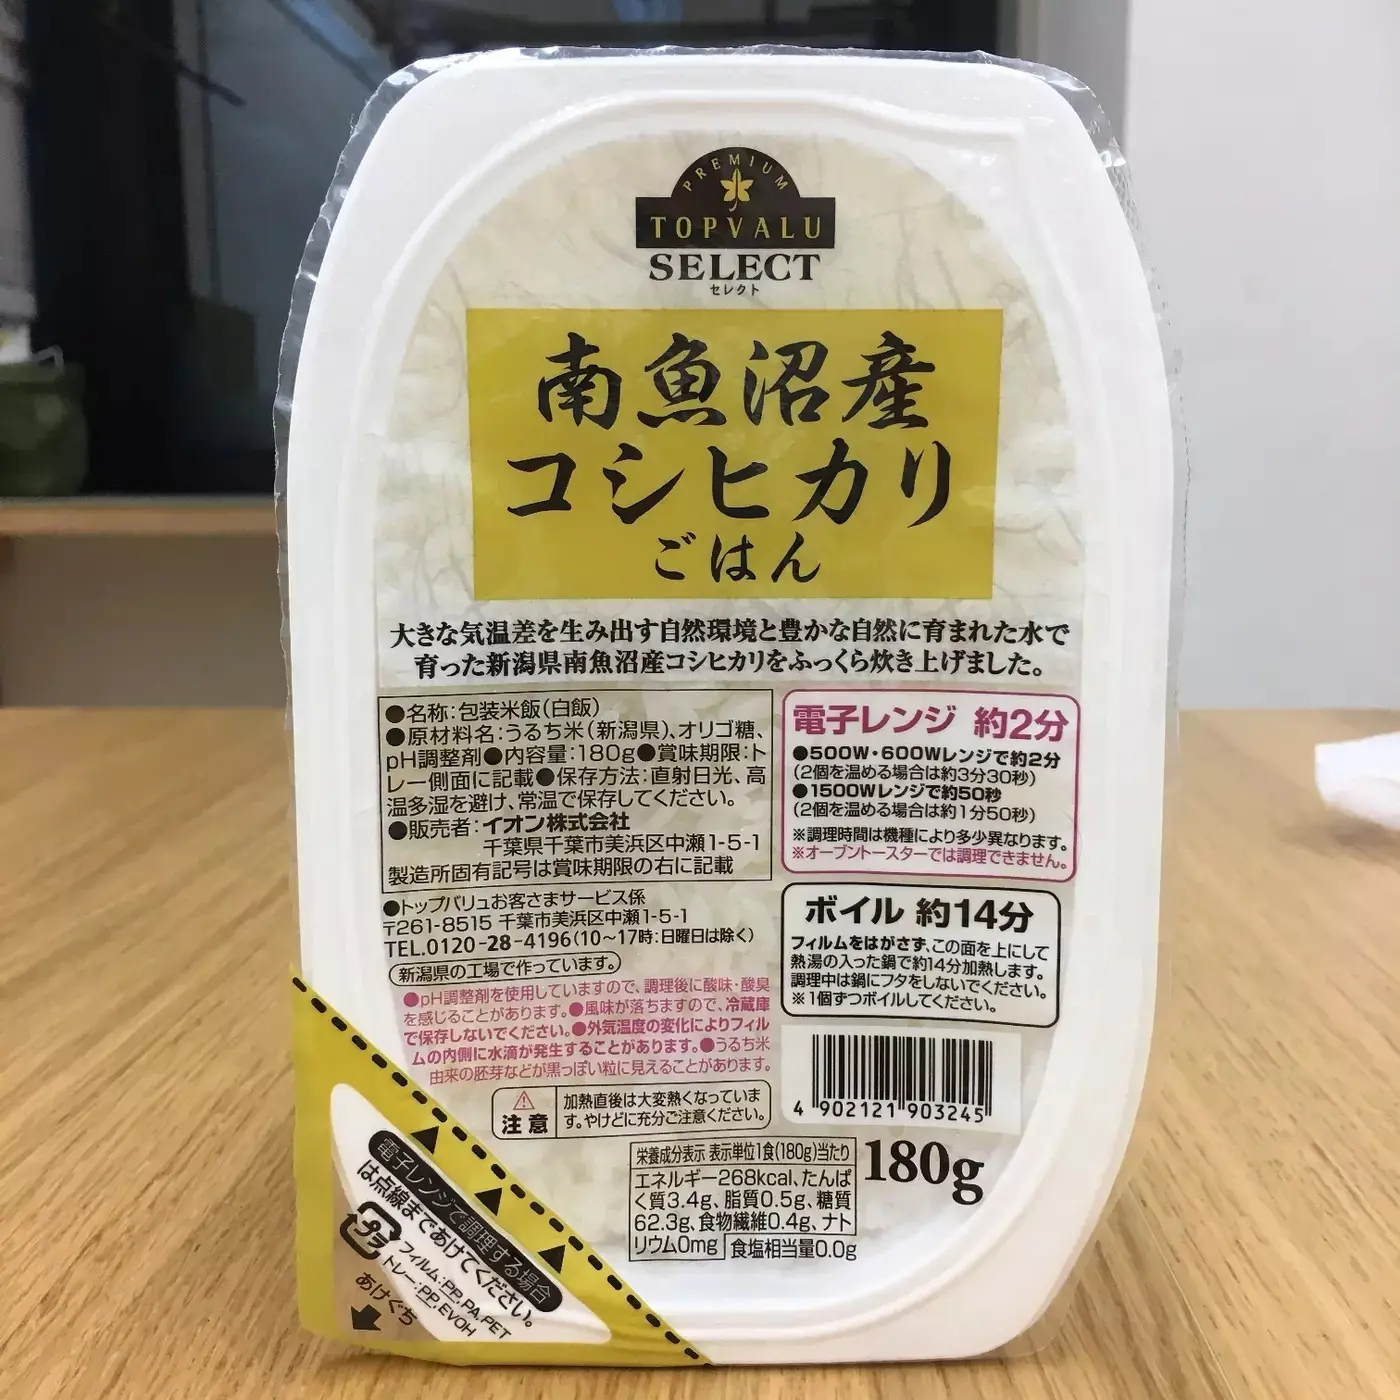 PREMIUM
TOPVALU
SELECT
セレクト
南魚沼産
コシヒカリ
ごはん
大きな気温差を生み出す自然環境と豊かな自然に育まれた水で
育った新潟県南魚沼産コシヒカリをふっくら炊き上げました。
●名称:包装米飯(白飯)
●原材料名:うるち米(新潟県)、オリゴ糖、
pH調整剤●内容量:180g●賞味期限:ト
レー側面に記載●保存方法:直射日光、高
温多湿を避け、常温で保存してください。
●販売者:イオン株式会社
千葉県千葉市美浜区中瀬1-5-1
製造所固有記号は賞味期限の右に記載
●トップバリュお客さまサービス係
〒261-8515 千葉市美浜区中瀬1-5-1
TEL.0120-28-4196(10~17時:日曜日は除く)
新潟県の工場で作っています。
●pH調整剤を使用していますので、調理後に酸味・酸臭
を感じることがあります。●風味が落ちますので、冷蔵庫
で保存しないでください。●外気温度の変化によりフィル
ムの内側に水滴が発生することがあります。●うるち米
由来の胚芽などが黒っぽい粒に見えることがあります。
注意
加熱直後は大変熱くなっていま
す。やけどに充分ご注意ください。
電子レンジ 約2分
●500W・600Wレンジで約2分
(2個を温める場合は約3分30秒)
●1500Wレンジで約50秒
(2個を温める場合は約1分50秒)
※調理時間は機種により多少異なります。
※オーブントースターでは調理できません。
ボイル 約14分
フィルムをはがさず、この面を上にして
熱湯の入った鍋で約14分加熱します。
調理中は鍋にフタをしないでください。
※1個ずつボイルしてください。
4 902121 903245
180g
栄養成分表示 表示単位1食(180g)当たり
エネルギー268kcal、たんぱ
く質3.4g、脂質0.5g、糖質
62.3g、食物繊維0.4g、ナト
リウム0mg 食塩相当量0.0g
電子レンジで調理する場合
は点線まであけてください。
プラ
フィルム:PP,PA,PET
トレー:PP,EVOH
あけぐち